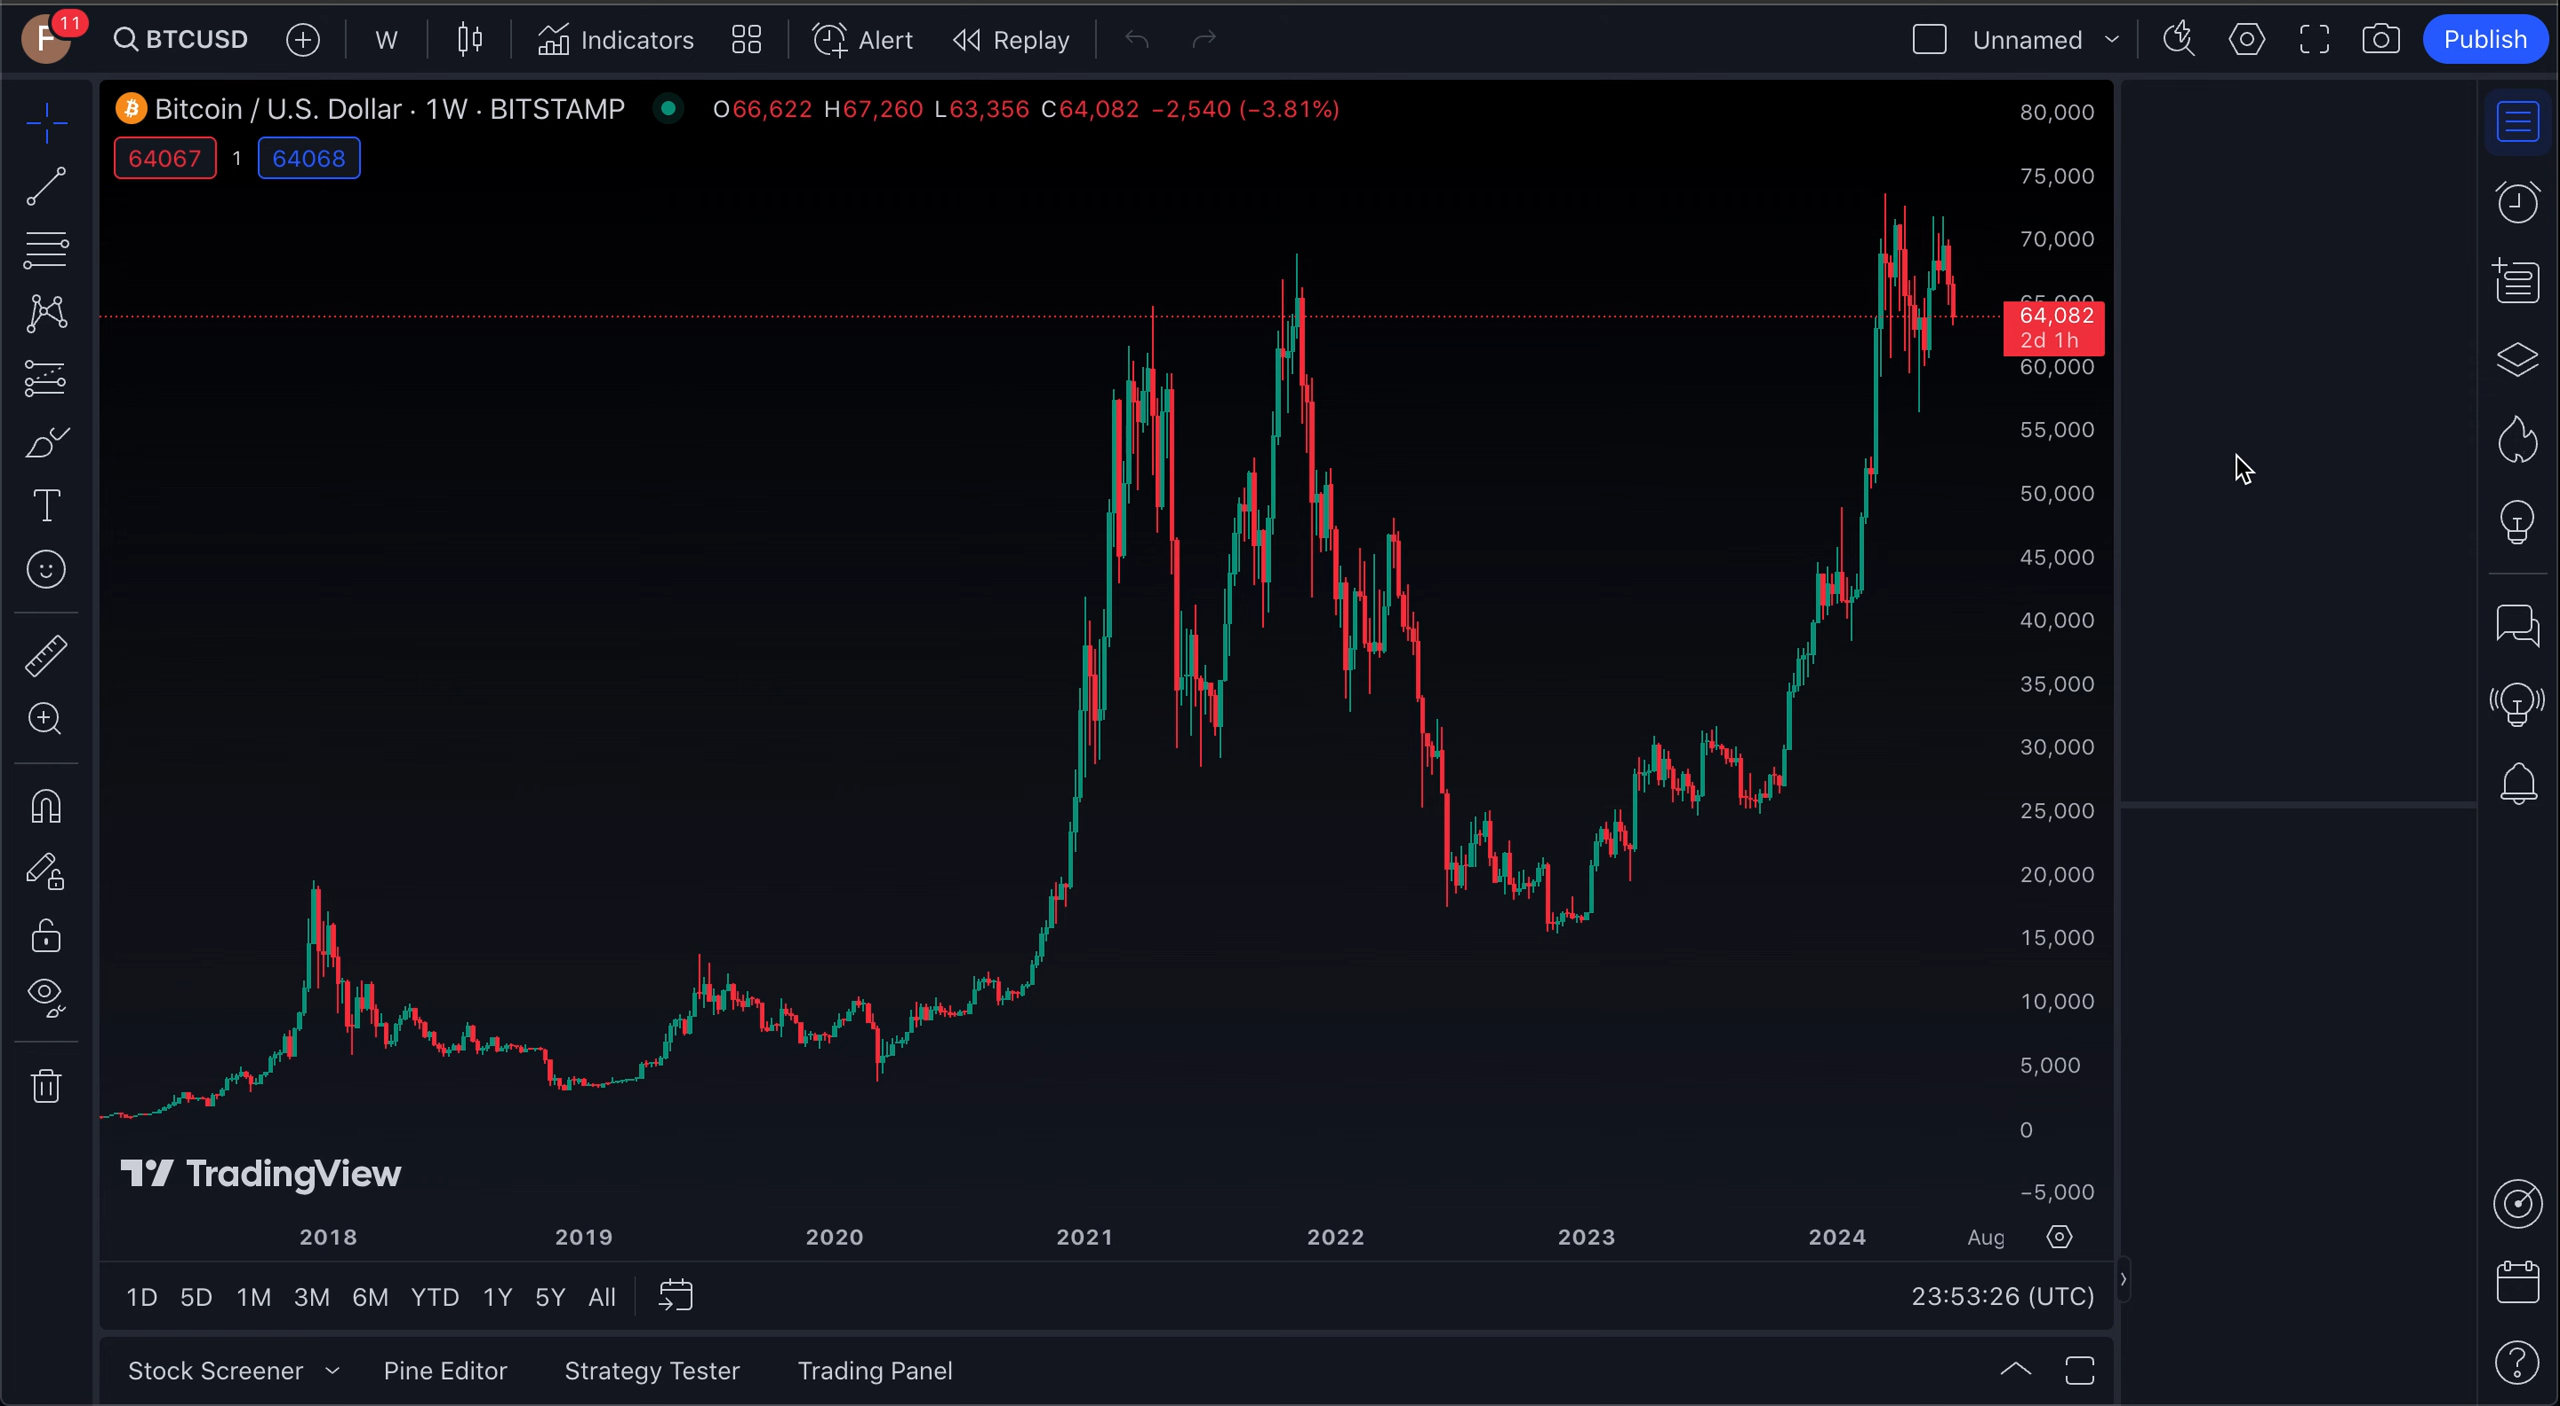 F 11 BTCUSD W Indicators Alert Replay Unnamed Publish
Bitcoin / U.S. Dollar · 1W · BITSTAMP O66,622 H67,260 L63,356 C64,082 −2,540 (−3.81%)
64067 1 64068
80,000
75,000
70,000
65,000
64,082
2d 1h
60,000
55,000
50,000
45,000
40,000
35,000
30,000
25,000
20,000
15,000
10,000
5,000
0
−5,000
TradingView
2018 2019 2020 2021 2022 2023 2024 Aug
1D 5D 1M 3M 6M YTD 1Y 5Y All 23:53:26 (UTC)
Stock Screener Pine Editor Strategy Tester Trading Panel